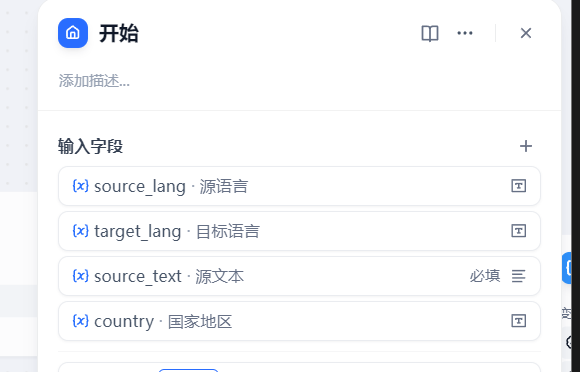 开始
添加描述...
输入字段
{x} source_lang · 源语言
{x} target_lang · 目标语言
{x} source_text · 源文本 必填
{x} country · 国家地区